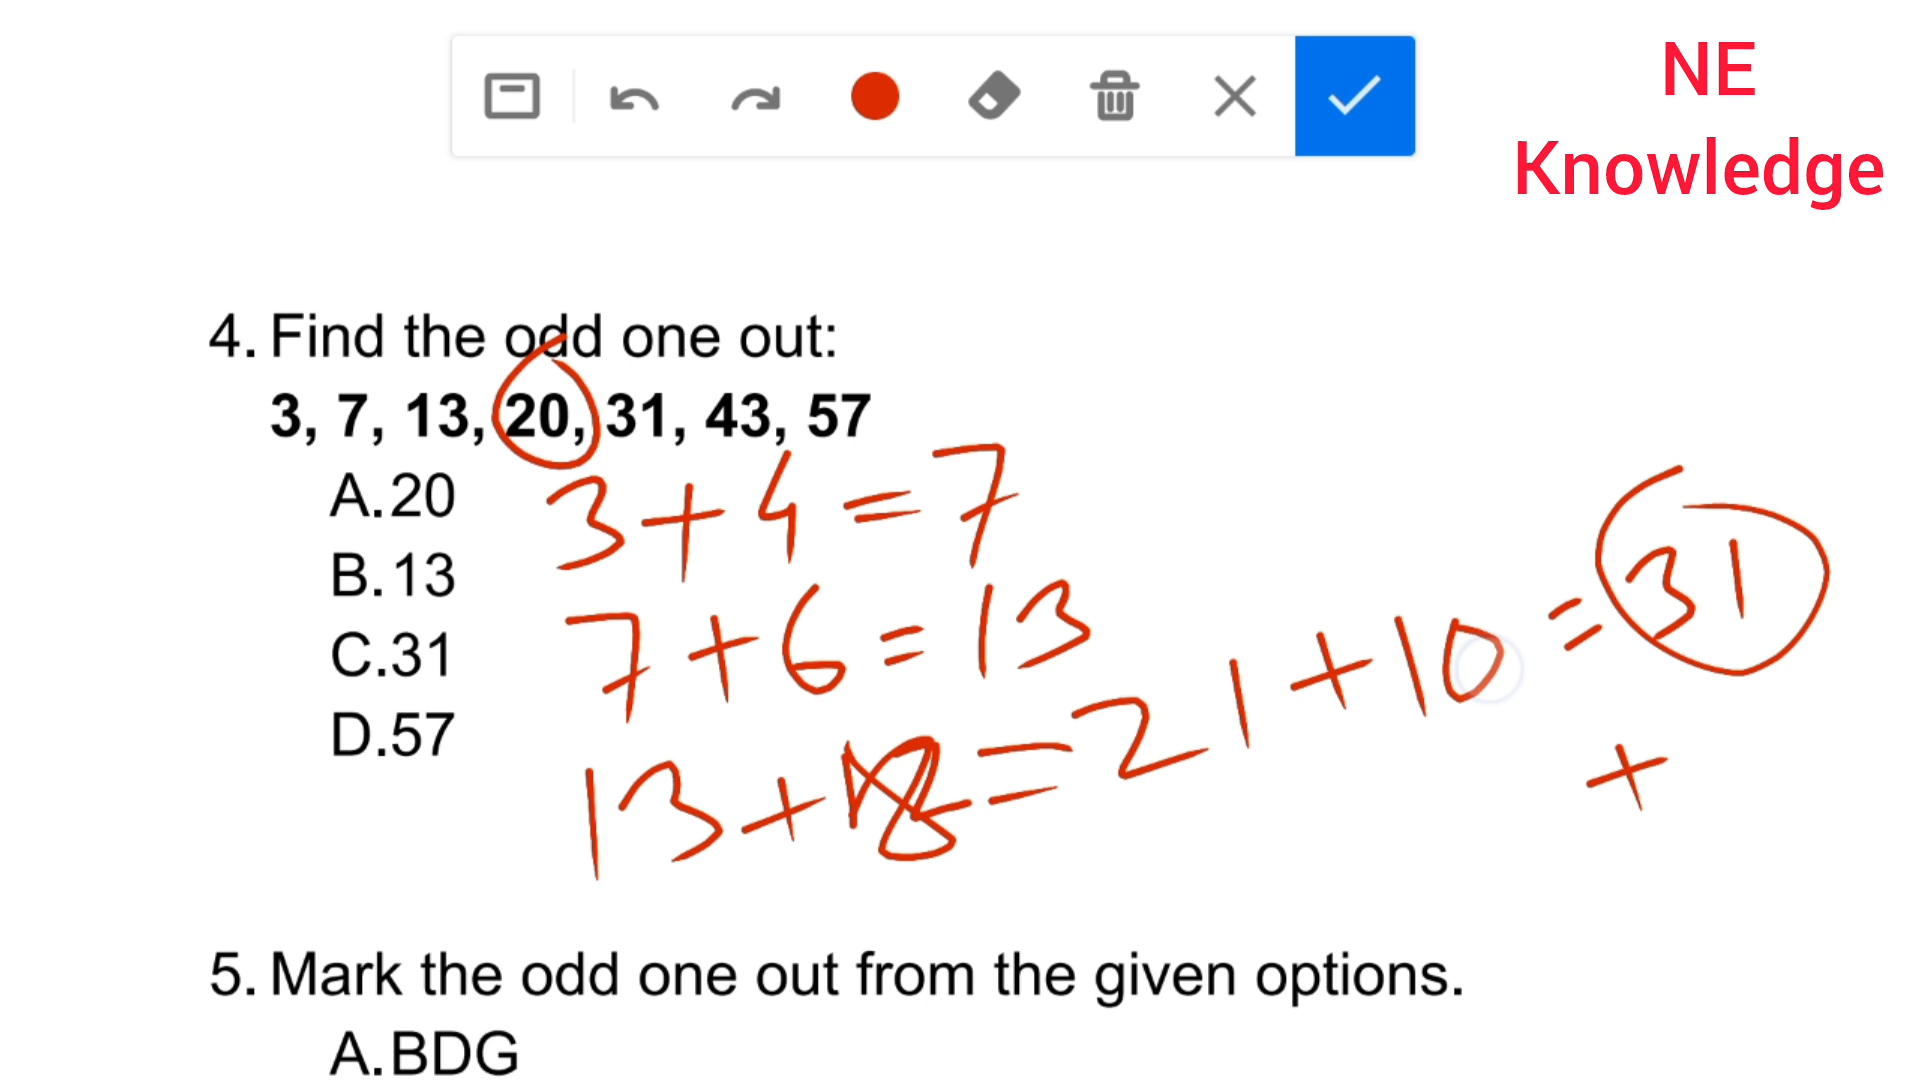 NE
Knowledge
4. Find the odd one out:
3, 7, 13, 20, 31, 43, 57
A.20
3+4=7
B.13
7+6=13
C.31
21+10=31
D.57
13+8=
+
5. Mark the odd one out from the given options.
A.BDG